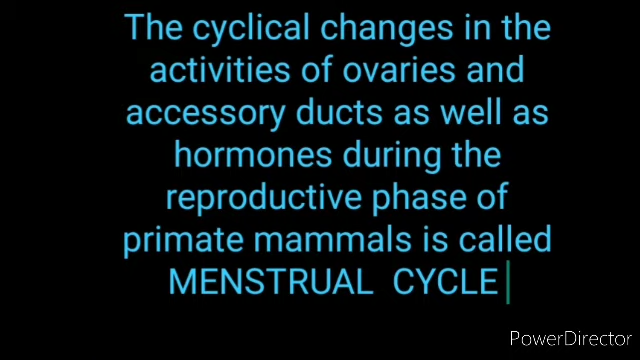 The cyclical changes in the
activities of ovaries and
accessory ducts as well as
hormones during the
reproductive phase of
primate mammals is called
MENSTRUAL CYCLE
PowerDirector